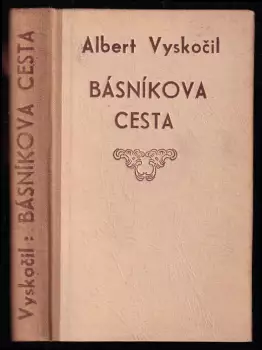 Albert Vyskočil
BÁSNÍKOVA
CESTA
Vyskočil: BÁSNÍKOVA CESTA